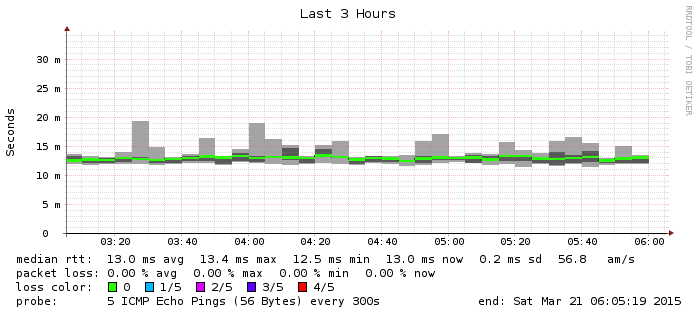 Last 3 Hours
RRDTOOL / TOBI OETIKER
Seconds
30 m
25 m
20 m
15 m
10 m
5 m
0
03:20 03:40 04:00 04:20 04:40 05:00 05:20 05:40 06:00
median rtt: 13.0 ms avg 13.4 ms max 12.5 ms min 13.0 ms now 0.2 ms sd 56.8 am/s
packet loss: 0.00 % avg 0.00 % max 0.00 % min 0.00 % now
loss color: 0 1/5 2/5 3/5 4/5
probe: 5 ICMP Echo Pings (56 Bytes) every 300s end: Sat Mar 21 06:05:19 2015